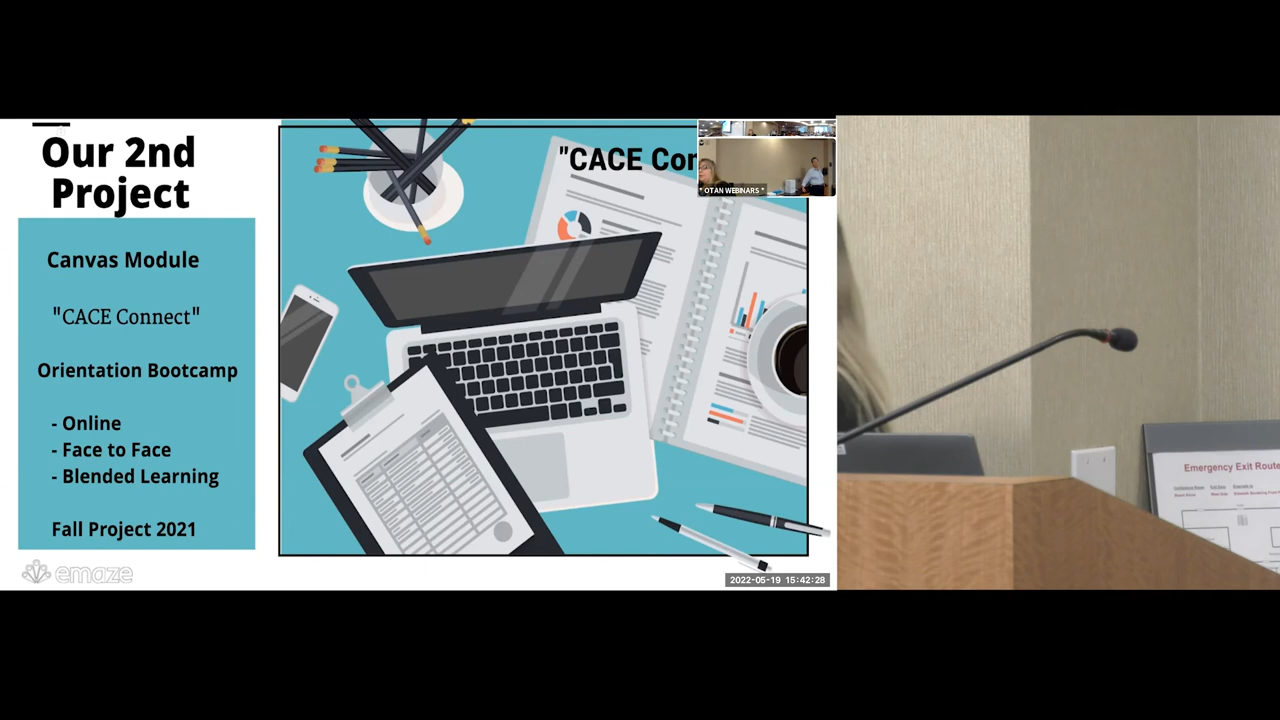 Our 2nd
Project
Canvas Module
"CACE Connect"
Orientation Bootcamp
- Online
- Face to Face
- Blended Learning
Fall Project 2021
emaze
"CACE Con
* OTAN WEBINARS *
2022-05-19 15:42:28
Emergency Exit Route